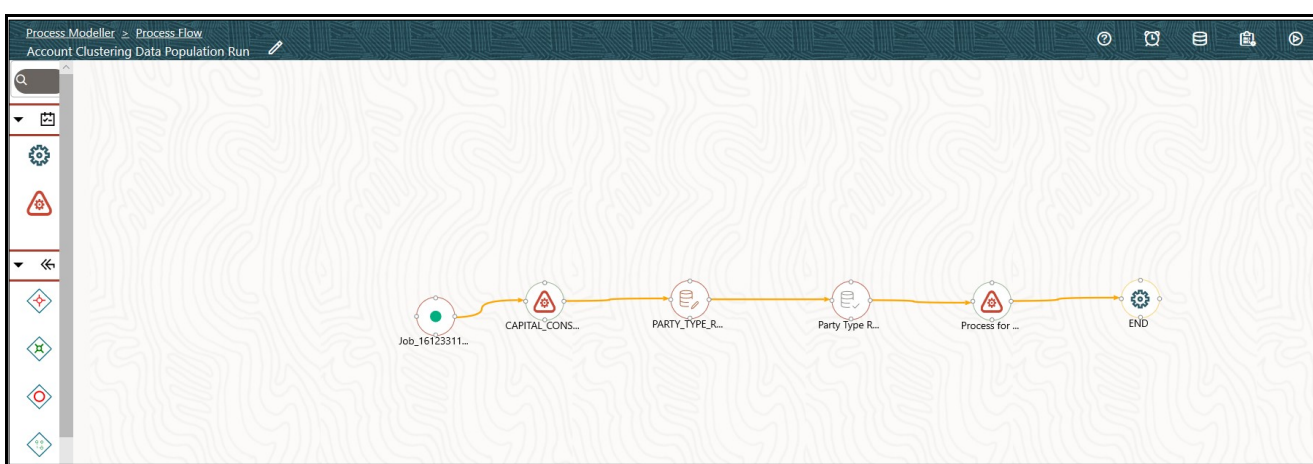 Process Modeller > Process Flow
Account Clustering Data Population Run
Job_16123311...
CAPITAL_CONS...
PARTY_TYPE_R...
Party Type R...
Process for ...
END